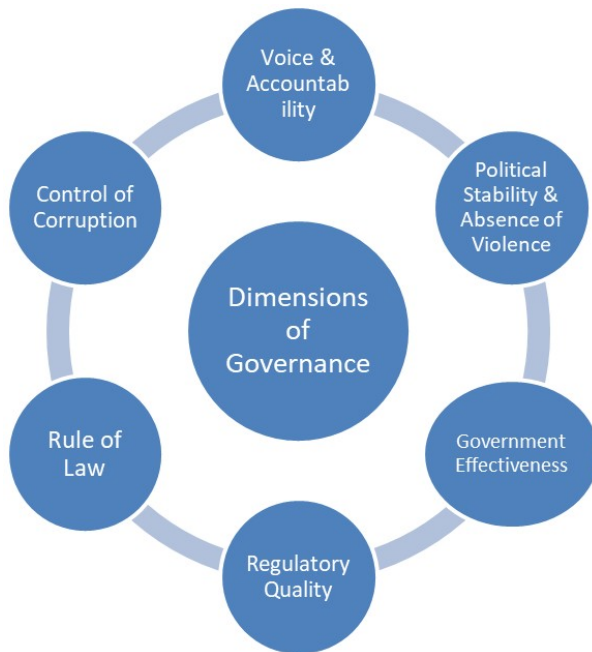 Voice &
Accountab
ility
Political
Stability &
Absence of
Violence
Government
Effectiveness
Regulatory
Quality
Rule of
Law
Control of
Corruption
Dimensions
of
Governance